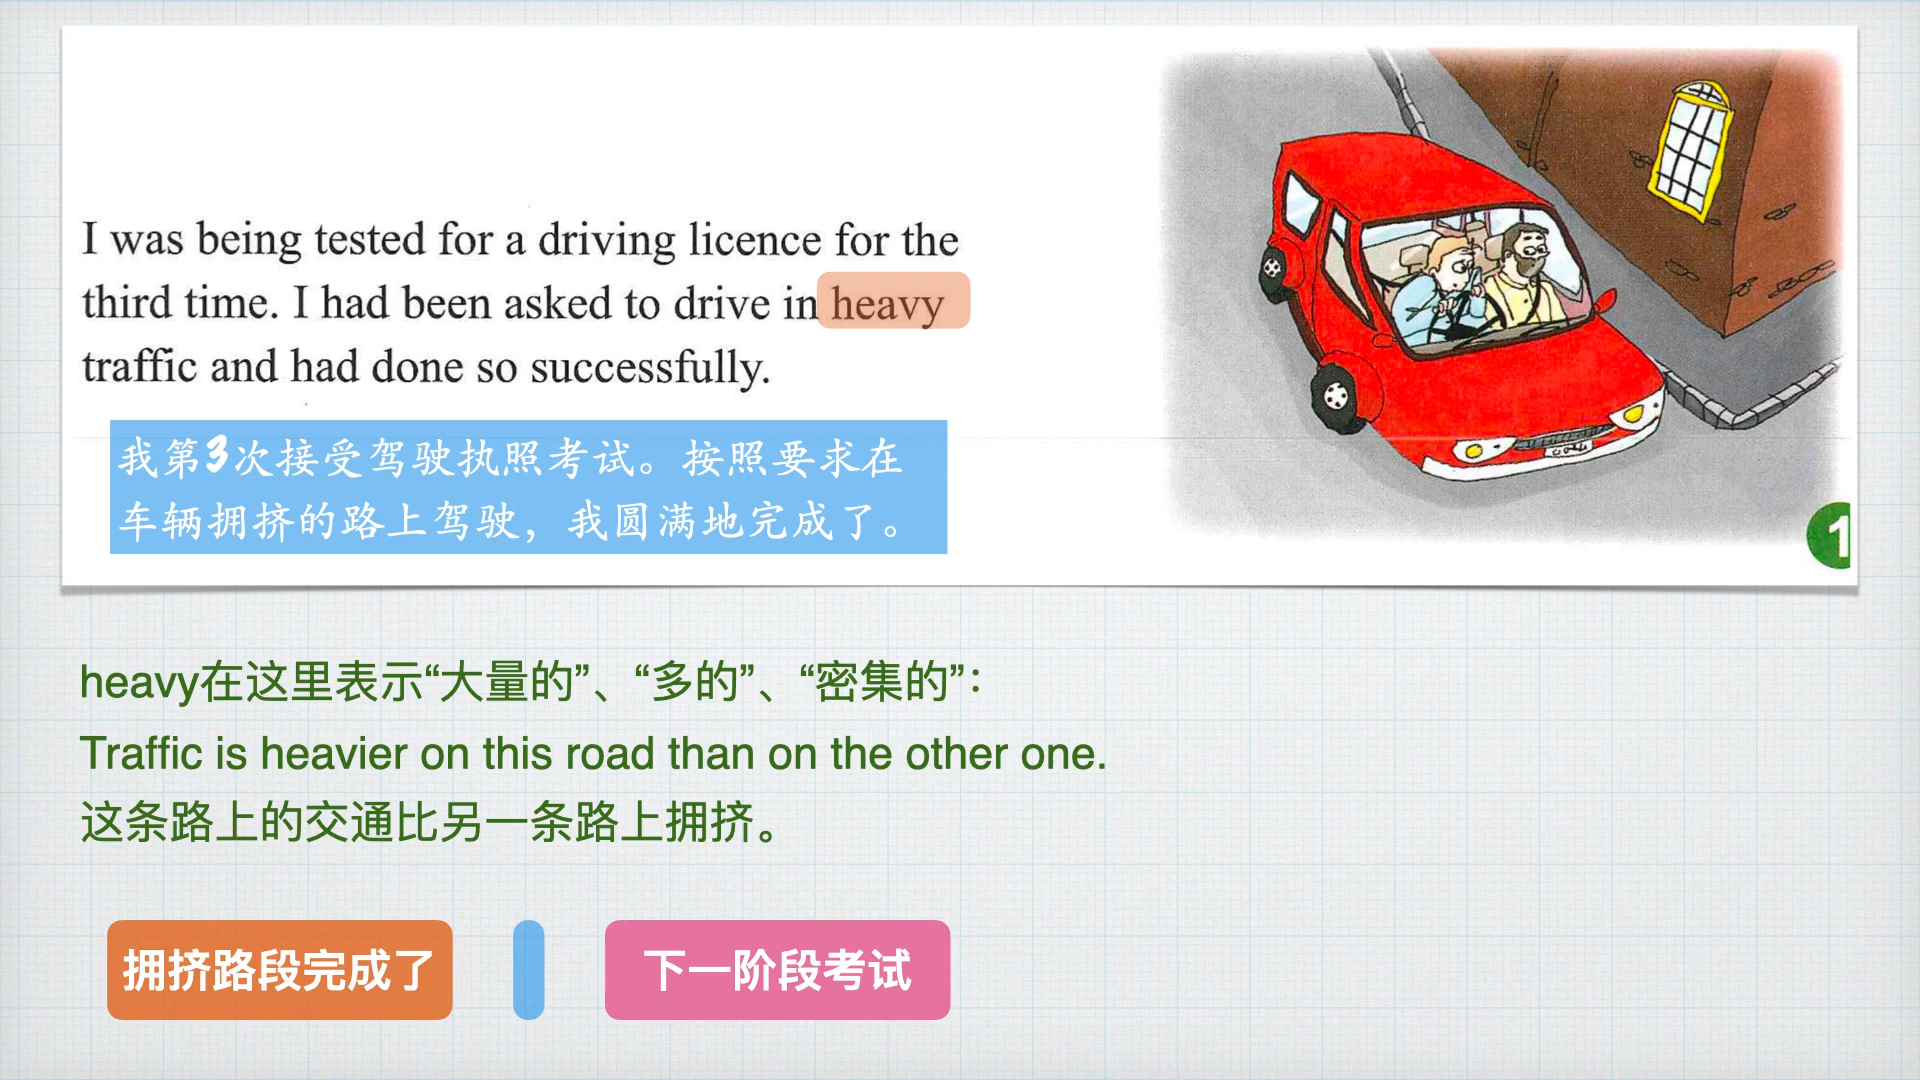 I was being tested for a driving licence for the
third time. I had been asked to drive in heavy
traffic and had done so successfully.
我第3次接受驾驶执照考试。按照要求在
车辆拥挤的路上驾驶，我圆满地完成了。
1
heavy在这里表示“大量的”、“多的”、“密集的”：
Traffic is heavier on this road than on the other one.
这条路上的交通比另一条路上拥挤。
拥挤路段完成了
下一阶段考试